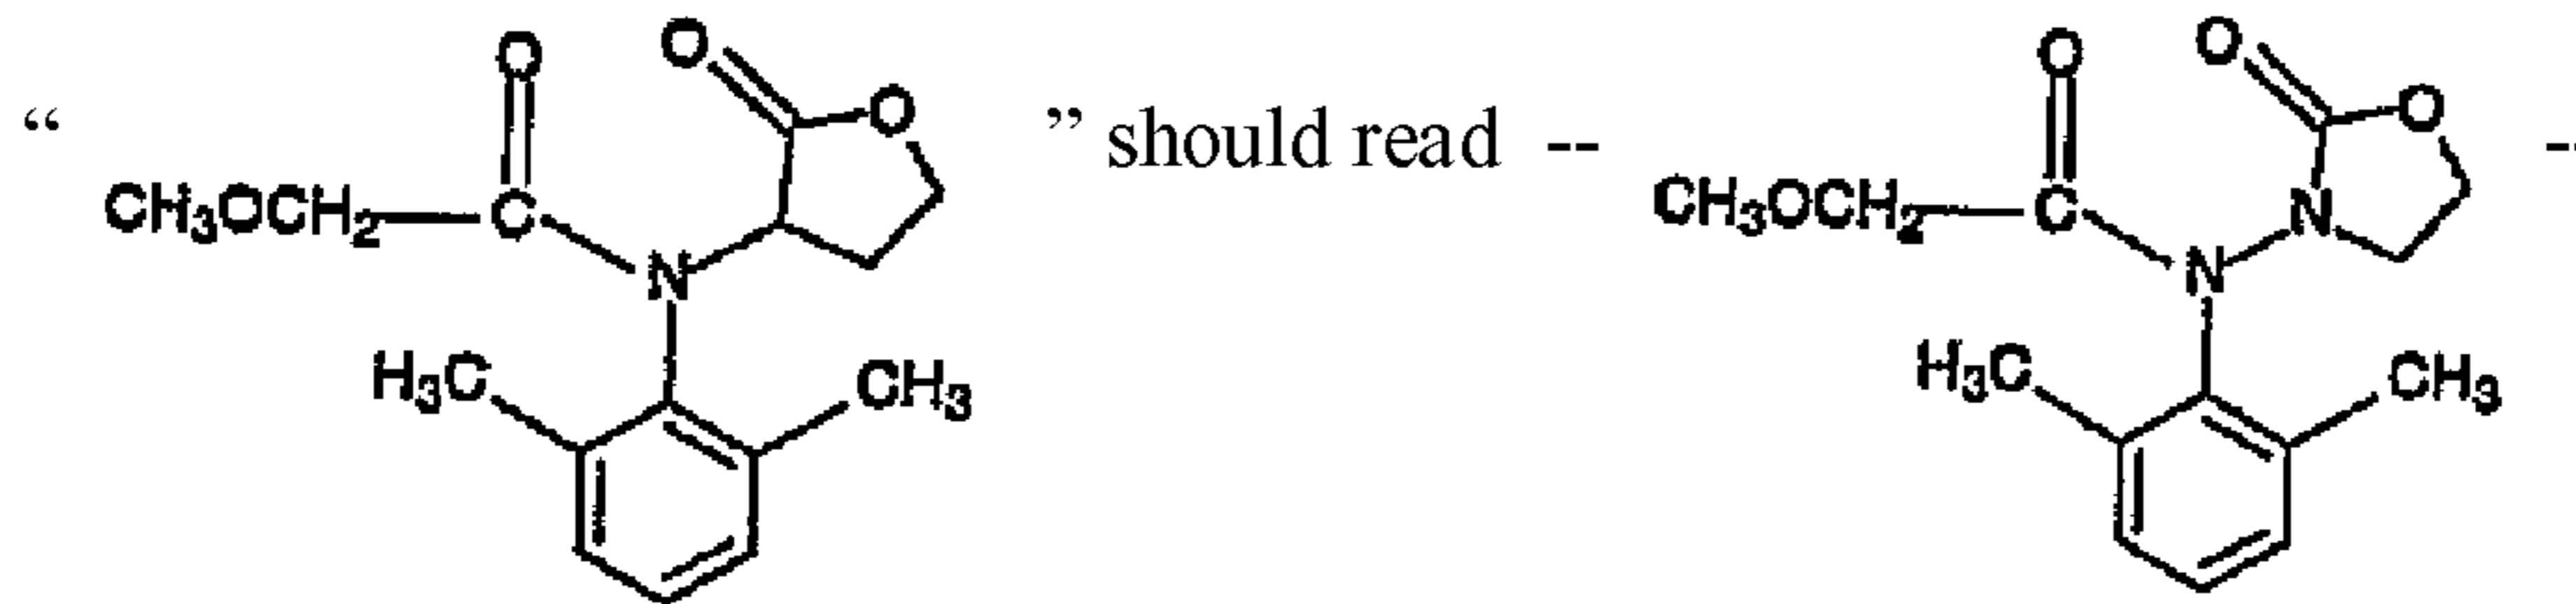 “ O O O ” should read -- O O O --
CH3OCH2 C CH3OCH2 C N
N N
H3C CH3 H3C CH3